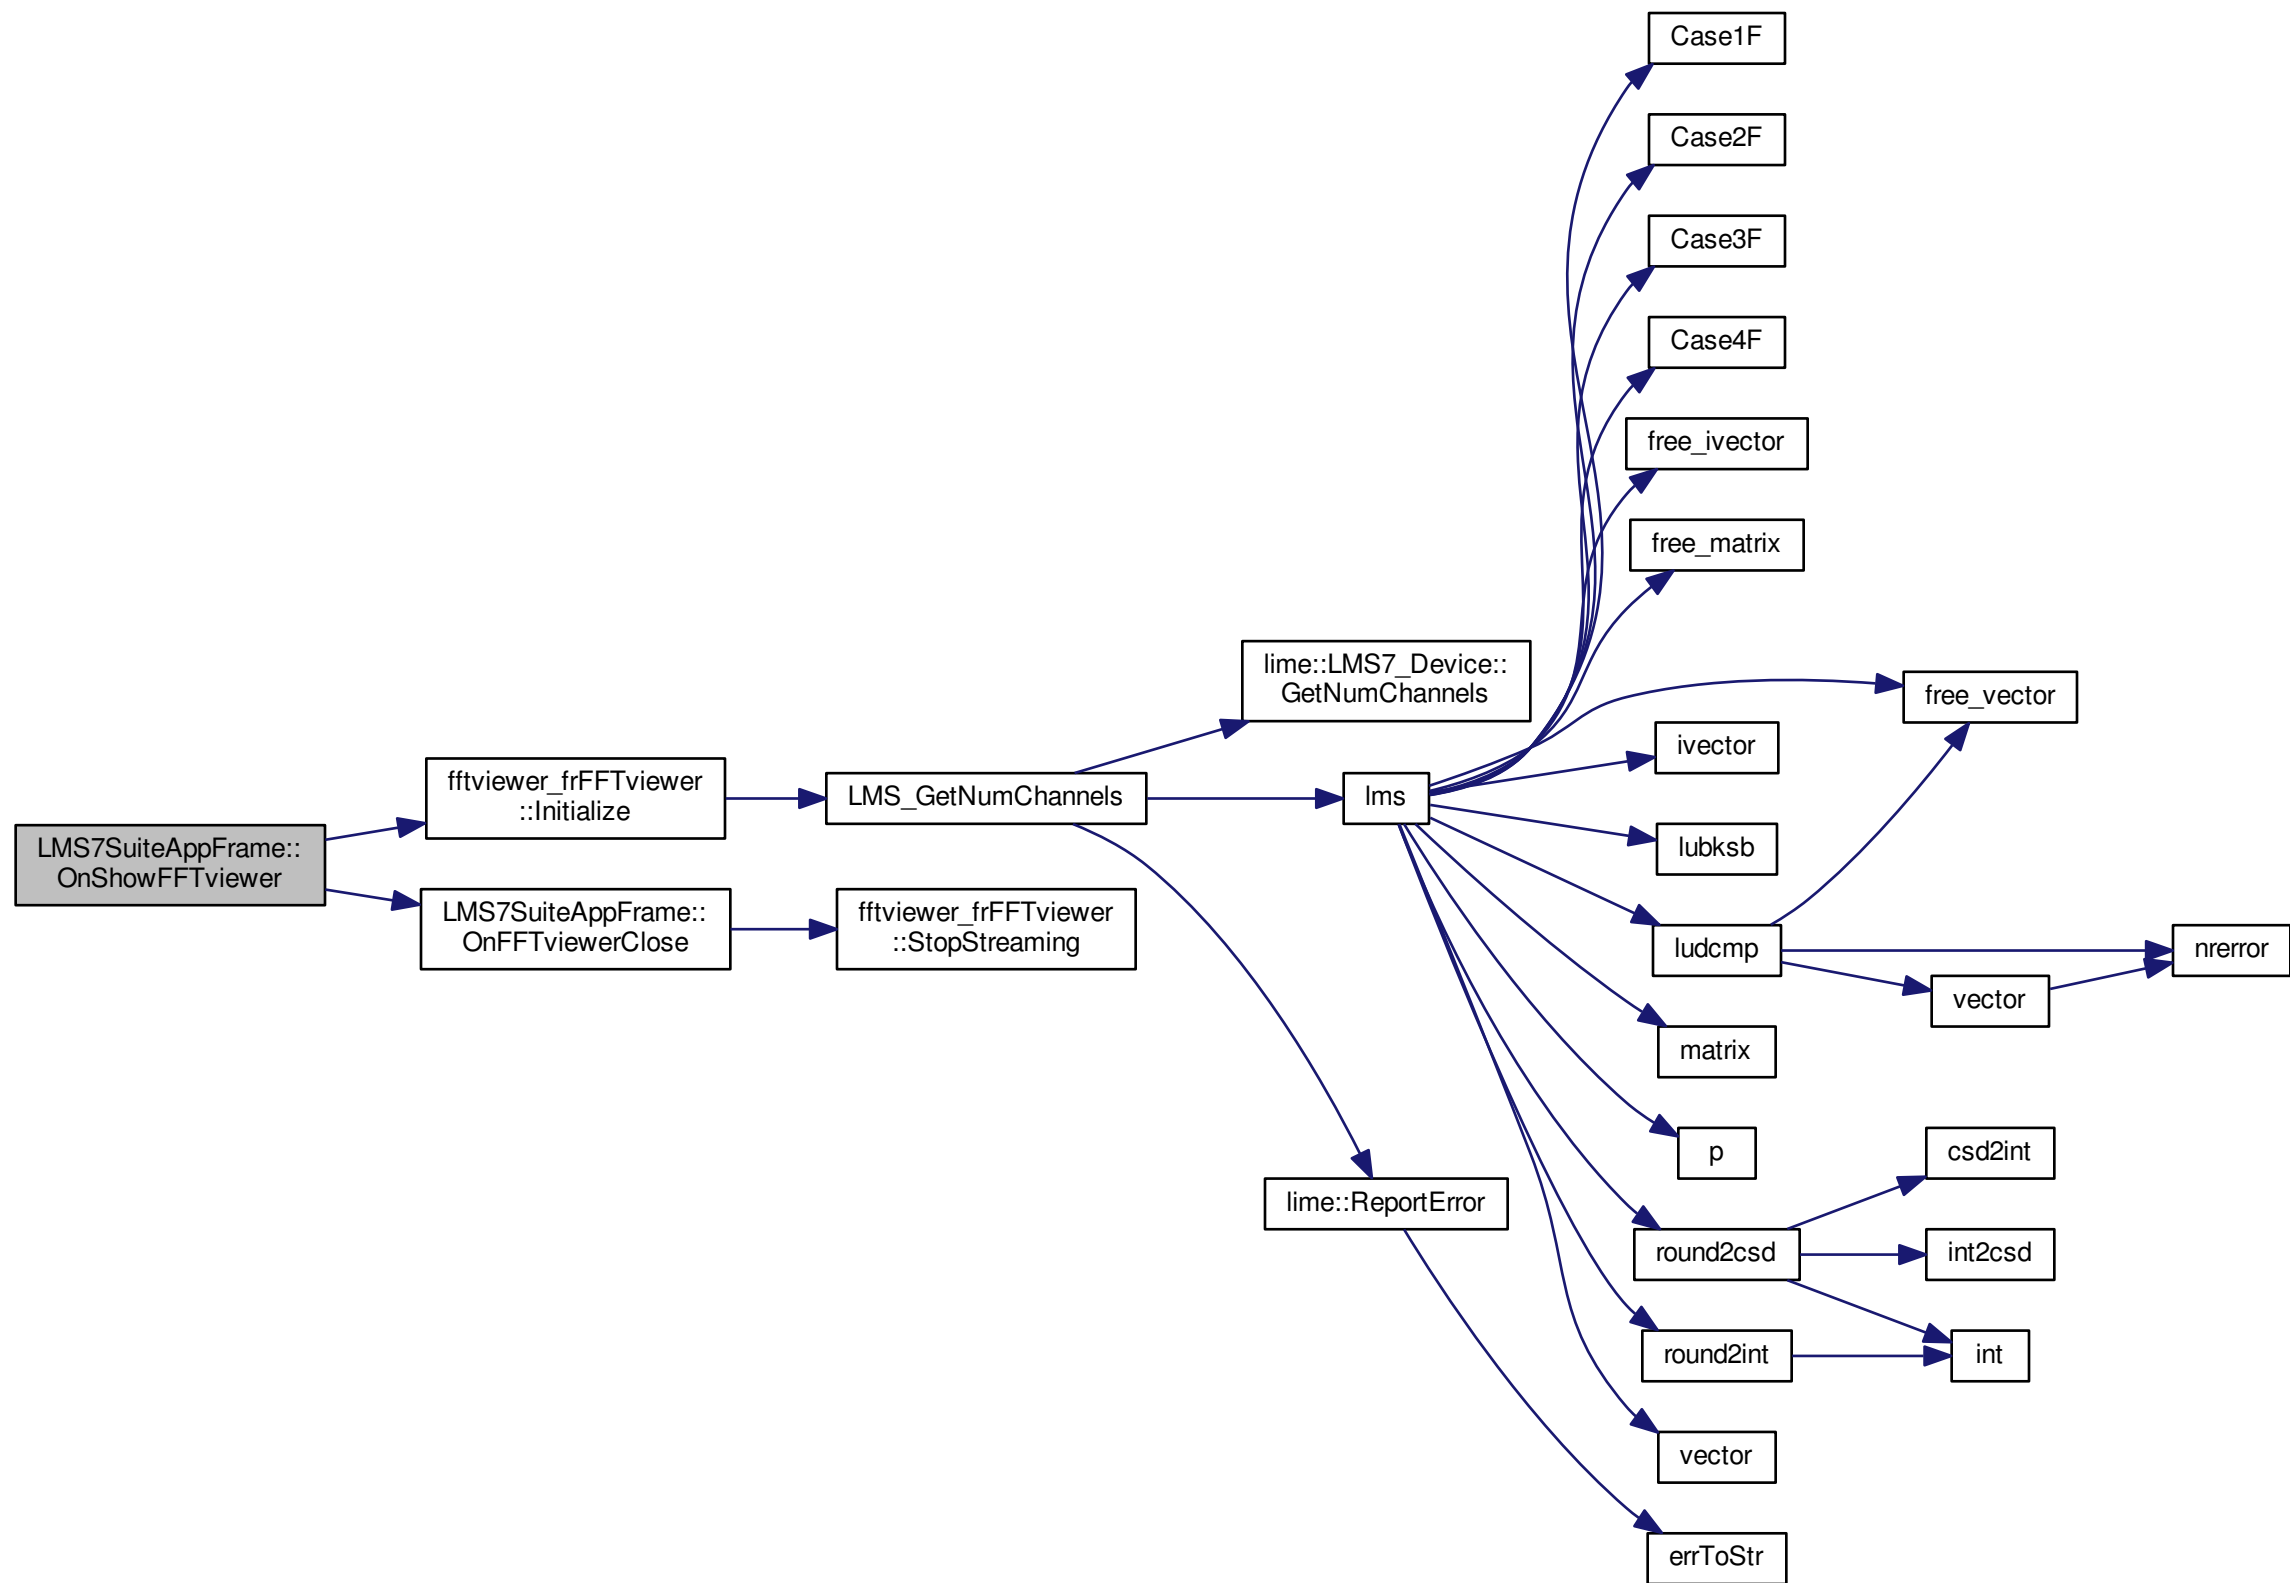 LMS7SuiteAppFrame::
OnShowFFTviewer
fftviewer_frFFTviewer
::Initialize
LMS7SuiteAppFrame::
OnFFTviewerClose
LMS_GetNumChannels
fftviewer_frFFTviewer
::StopStreaming
lime::LMS7_Device::
GetNumChannels
lms
lime::ReportError
Case1F
Case2F
Case3F
Case4F
free_ivector
free_matrix
free_vector
ivector
lubksb
ludcmp
nrerror
vector
matrix
p
csd2int
round2csd
int2csd
round2int
int
vector
errToStr